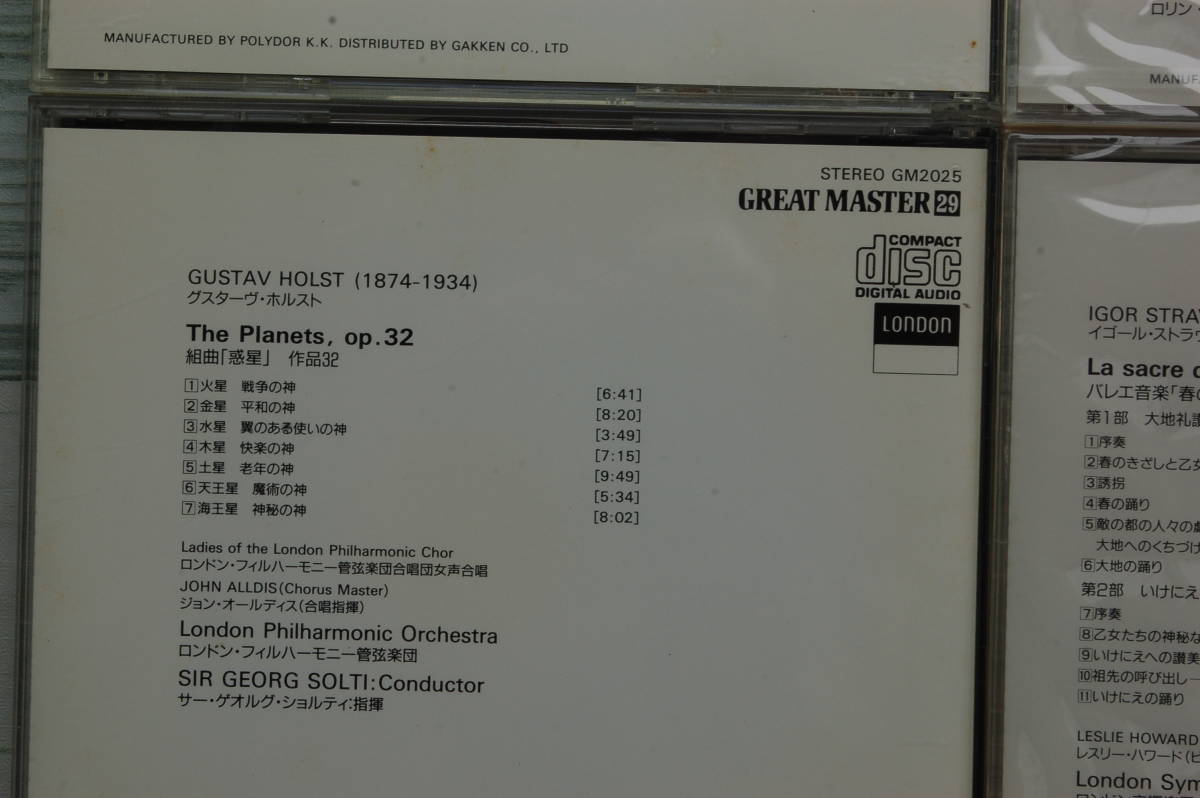 MANUFACTURED BY POLYDOR K.K. DISTRIBUTED BY GAKKEN CO., LTD
29
ロリン・
STEREO GM2025
GREAT MASTER 29
COMPACT
disc
DIGITAL AUDIO
LONDON
GUSTAV HOLST (1874-1934)
グスターヴ・ホルスト
The Planets, op.32
組曲「惑星」 作品32
1 火星 戦争の神 [6:41]
2 金星 平和の神 [8:20]
3 水星 翼のある使いの神 [3:49]
4 木星 快楽の神 [7:15]
5 土星 老年の神 [9:49]
6 天王星 魔術の神 [5:34]
7 海王星 神秘の神 [8:02]
Ladies of the London Philharmonic Chor
ロンドン・フィルハーモニー管弦楽団合唱団女声合唱
JOHN ALLDIS(Chorus Master)
ジョン・オールディス(合唱指揮)
London Philharmonic Orchestra
ロンドン・フィルハーモニー管弦楽団
SIR GEORG SOLTI:Conductor
サー・ゲオルグ・ショルティ:指揮
IGOR
イゴール・
La sacre
バレエ音楽「春
第1部 大地礼讃
1 序奏
2 春のきざしと乙女
3 誘拐
4 春の踊り
5 敵の都の人々の戯
大地へのくちづけ
6 大地の踊り
第2部 いけにえ
7 序奏
8 乙女たちの神秘な
9 いけにえへの讃美
10 祖先の呼び出し
11 いけにえの踊り
LESLIE HOWARD
レスリー・ハワード
London